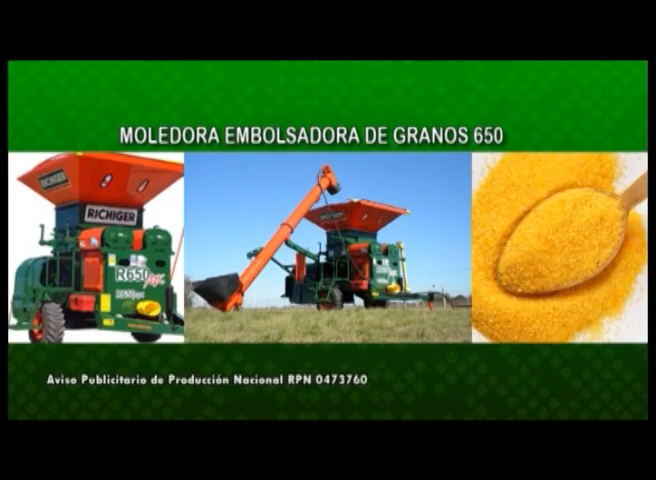 MOLEDORA EMBOLSADORA DE GRANOS 650
RICHIGER
RICHIGER
R650
Aviso Publicitario de Producción Nacional RPN 0473760